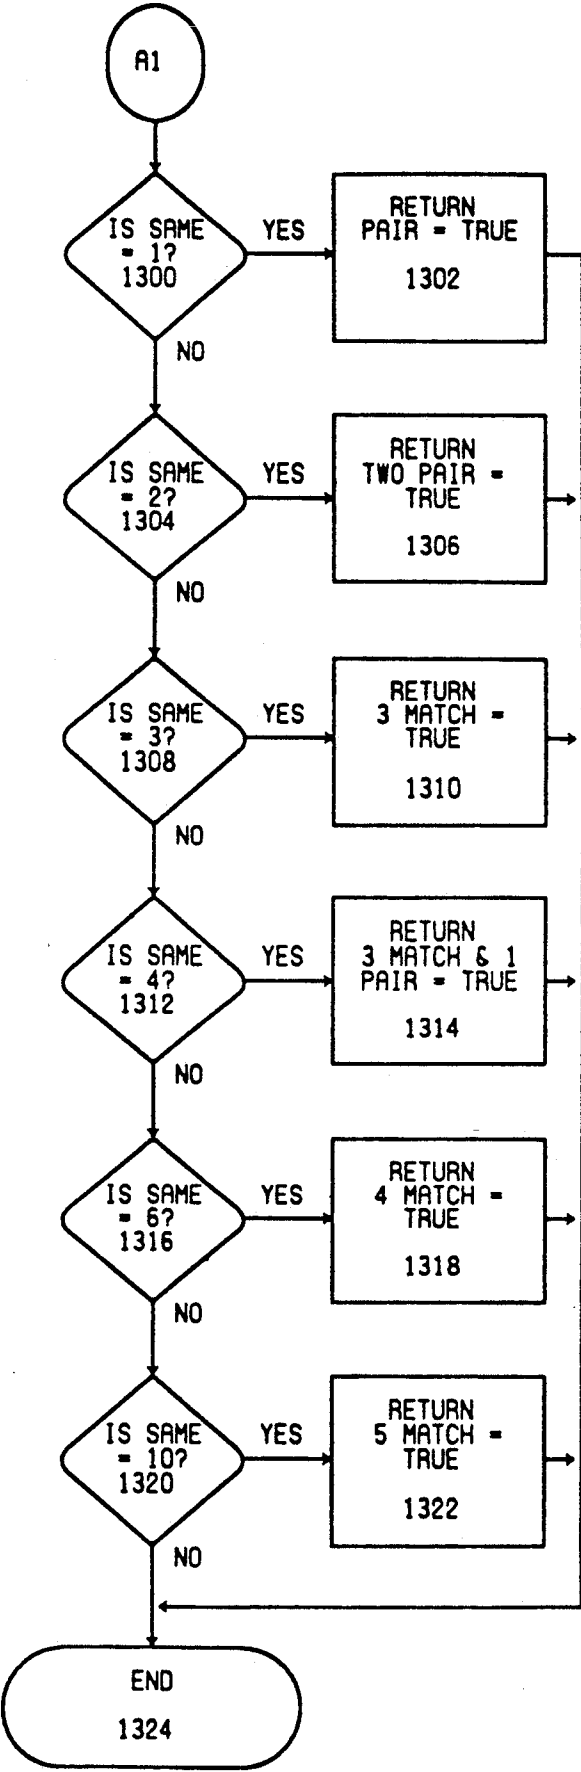 A1
IS SAME
= 1?
1300
YES
RETURN
PAIR = TRUE
1302
NO
IS SAME
= 2?
1304
YES
RETURN
TWO PAIR =
TRUE
1306
NO
IS SAME
= 3?
1308
YES
RETURN
3 MATCH =
TRUE
1310
NO
IS SAME
= 4?
1312
YES
RETURN
3 MATCH & 1
PAIR = TRUE
1314
NO
IS SAME
= 6?
1316
YES
RETURN
4 MATCH =
TRUE
1318
NO
IS SAME
= 10?
1320
YES
RETURN
5 MATCH =
TRUE
1322
NO
END
1324